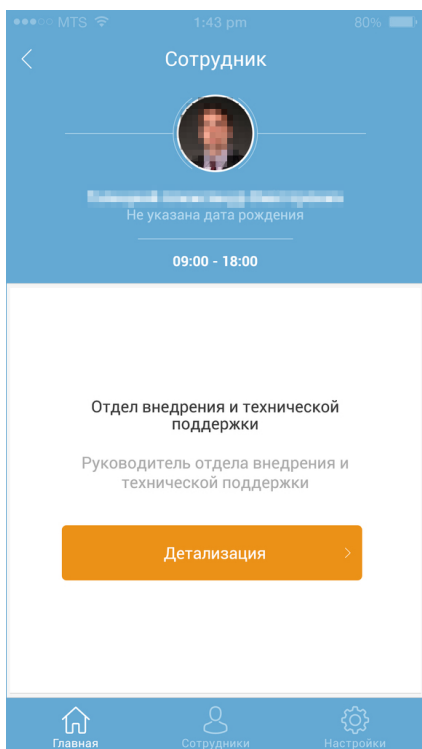 MTS 1:43 pm 80%
Сотрудник
Не указана дата рождения
09:00 - 18:00
Отдел внедрения и технической
поддержки
Руководитель отдела внедрения и
технической поддержки
Детализация
Главная Сотрудники Настройки